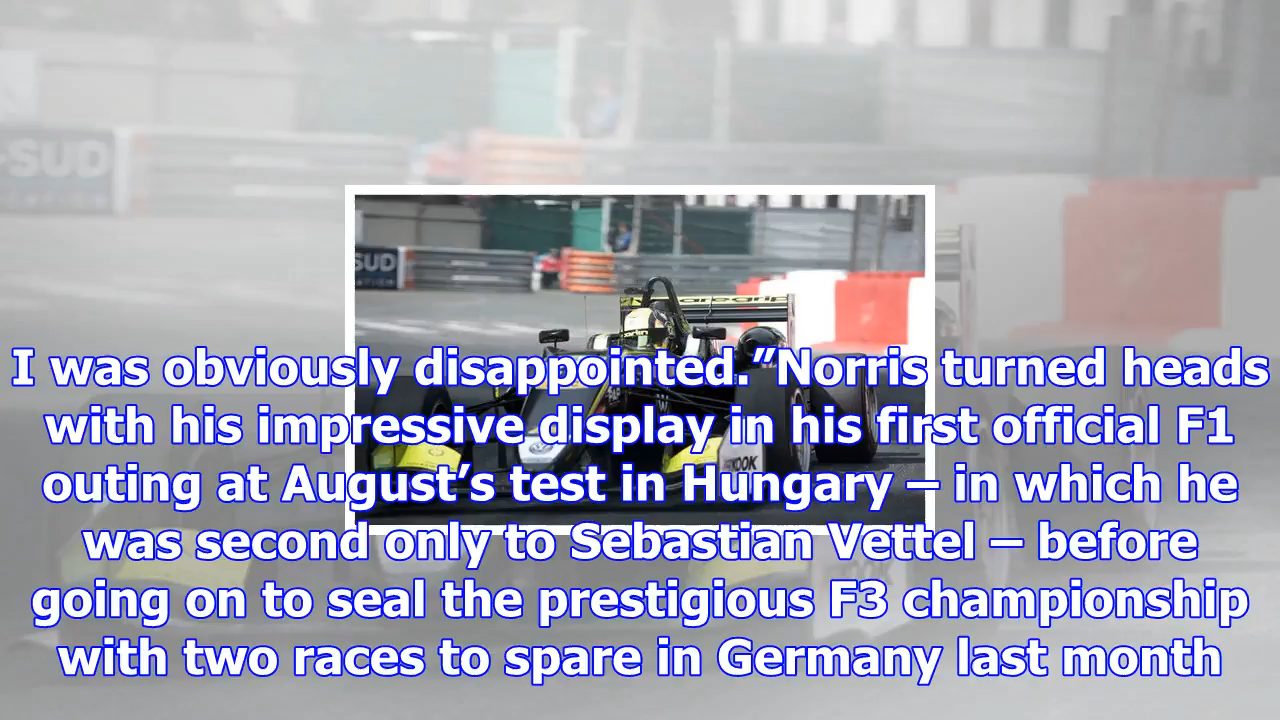 -SUD
SUD
I was obviously disappointed.”Norris turned heads
with his impressive display in his first official F1
outing at August’s test in Hungary – in which he
was second only to Sebastian Vettel – before
going on to seal the prestigious F3 championship
with two races to spare in Germany last month